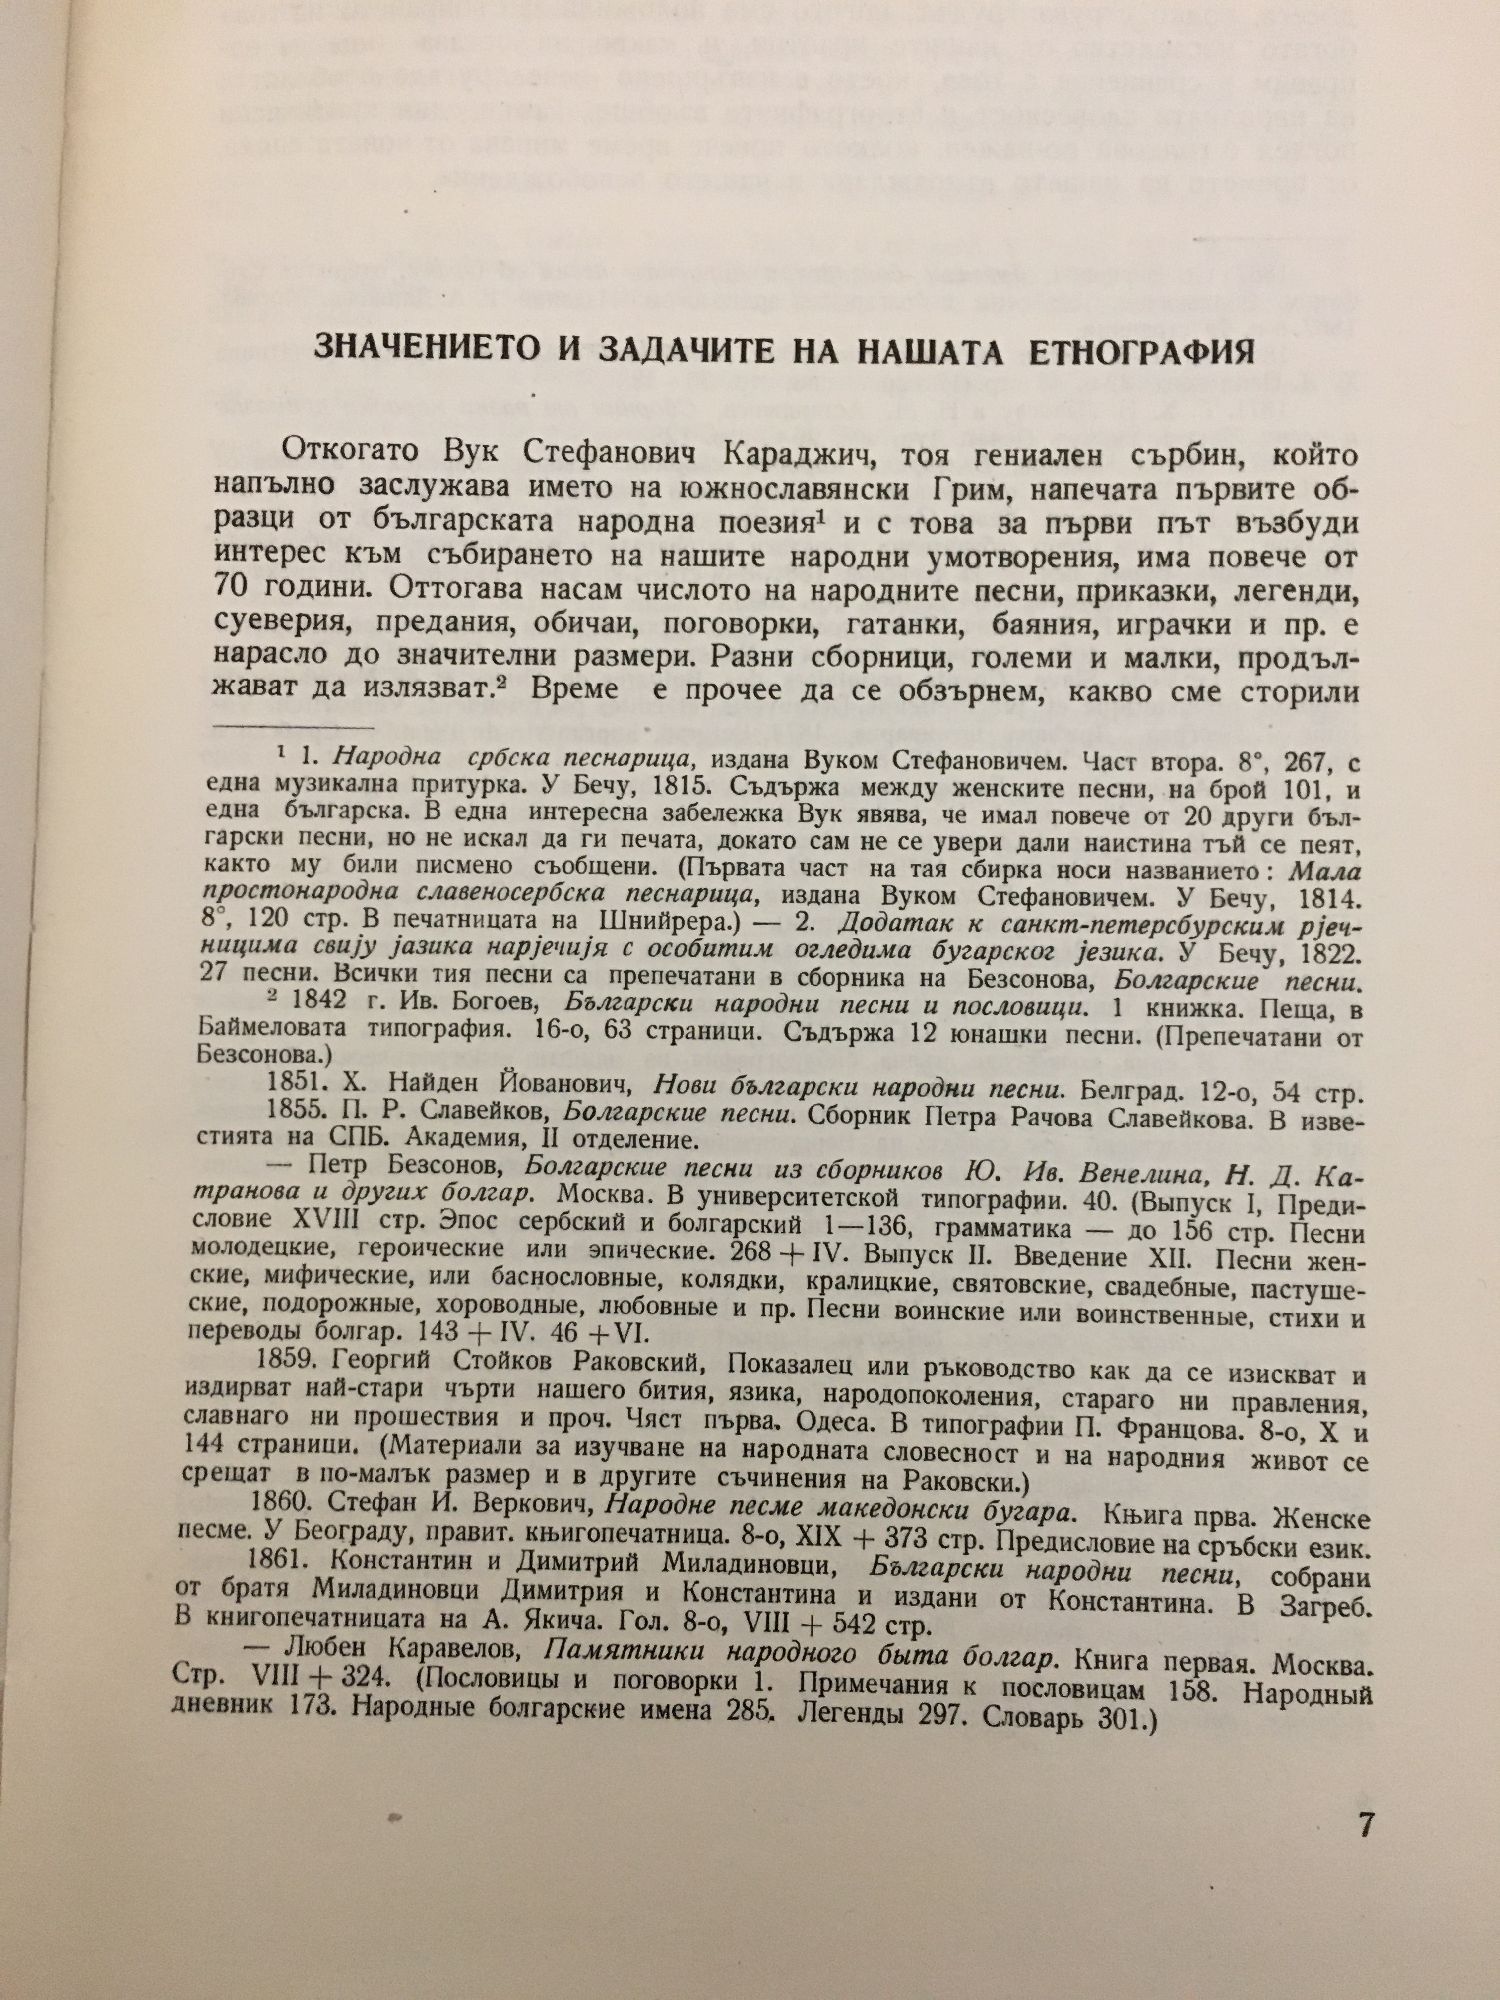 ЗНАЧЕНИЕТО И ЗАДАЧИТЕ НА НАШАТА ЕТНОГРАФИЯ
Откогато Вук Стефанович Караджич, тоя гениален сърбин, който
напълно заслужава името на южнославянски Грим, напечата първите об-
разци от българската народна поезия¹ и с това за първи път възбуди
интерес към събирането на нашите народни умотворения, има повече от
70 години. Оттогава насам числото на народните песни, приказки, легенди,
суеверия, предания, обичаи, поговорки, гатанки, баяния, играчки и пр. е
нарасло до значителни размери. Разни сборници, големи и малки, продъл-
жават да излязват.² Време е прочее да се обзърнем, какво сме сторили
¹ 1. Народна србска песнарица, издана Вуком Стефановичем. Част втора. 8°, 267, с
една музикална притурка. У Бечу, 1815. Съдържа между женските песни, на брой 101, и
една българска. В една интересна забележка Вук явява, че имал повече от 20 други бъл-
гарски песни, но не искал да ги печата, докато сам не се увери дали наистина тъй се пеят,
както му били писмено съобщени. (Първата част на тая сбирка носи названието : Мала
простонародна славеносербска песнарица, издана Вуком Стефановичем. У Бечу, 1814.
8°, 120 стр. В печатницата на Шнийрера.) — 2. Додатак к санкт-петерсбурским рјеч-
ницима свију јазика нарјечија с особитим огледима бугарског језика. У Бечу, 1822.
27 песни. Всички тия песни са препечатани в сборника на Безсонова, Болгарские песни.
² 1842 г. Ив. Богоев, Български народни песни и пословици. 1 книжка. Пеща, в
Баймеловата типография. 16-о, 63 страници. Съдържа 12 юнашки песни. (Препечатани от
Безсонова.)
1851. Х. Найден Йованович, Нови български народни песни. Белград. 12-о, 54 стр.
1855. П. Р. Славейков, Болгарские песни. Сборник Петра Рачова Славейкова. В изве-
стията на СПБ. Академия, II отделение.
— Петр Безсонов, Болгарские песни из сборников Ю. Ив. Венелина, Н. Д. Ка-
транова и других болгар. Москва. В университетской типографии. 40. (Выпуск I, Преди-
словие XVIII стр. Эпос сербский и болгарский 1—136, грамматика — до 156 стр. Песни
молодецкие, героические или эпические. 268 + IV. Выпуск II. Введение XII. Песни жен-
ские, мифические, или баснословные, колядки, кралицкие, святовские, свадебные, пастуше-
ские, подорожные, хороводные, любовные и пр. Песни воинские или воинственные, стихи и
переводы болгар. 143 + IV. 46 + VI.
1859. Георгий Стойков Раковский, Показалец или ръководство как да се изискват и
издирват най-стари чърти нашего бития, язика, народопоколения, стараго ни правления,
славнаго ни прошествия и проч. Чяст първа. Одеса. В типографии П. Францова. 8-о, X и
144 страници. (Материали за изучване на народната словесност и на народния живот се
срещат в по-малък размер и в другите съчинения на Раковски.)
1860. Стефан И. Веркович, Народне песме македонски бугара. Књига прва. Женске
песме. У Београду, правит. књигопечатница. 8-о, XIX + 373 стр. Предисловие на сръбски език.
1861. Константин и Димитрий Миладиновци, Български народни песни, собрани
от братя Миладиновци Димитрия и Константина и издани от Константина. В Загреб.
В книгопечатницата на А. Якича. Гол. 8-о, VIII + 542 стр.
— Любен Каравелов, Памятники народного быта болгар. Книга первая. Москва.
Стр. VIII + 324. (Пословицы и поговорки 1. Примечания к пословицам 158. Народный
дневник 173. Народные болгарские имена 285. Легенды 297. Словарь 301.)
7